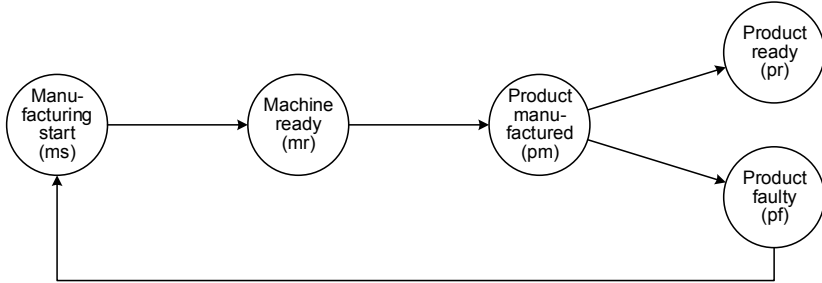 Manu-
facturing
start
(ms)
Machine
ready
(mr)
Product
manu-
factured
(pm)
Product
ready
(pr)
Product
faulty
(pf)